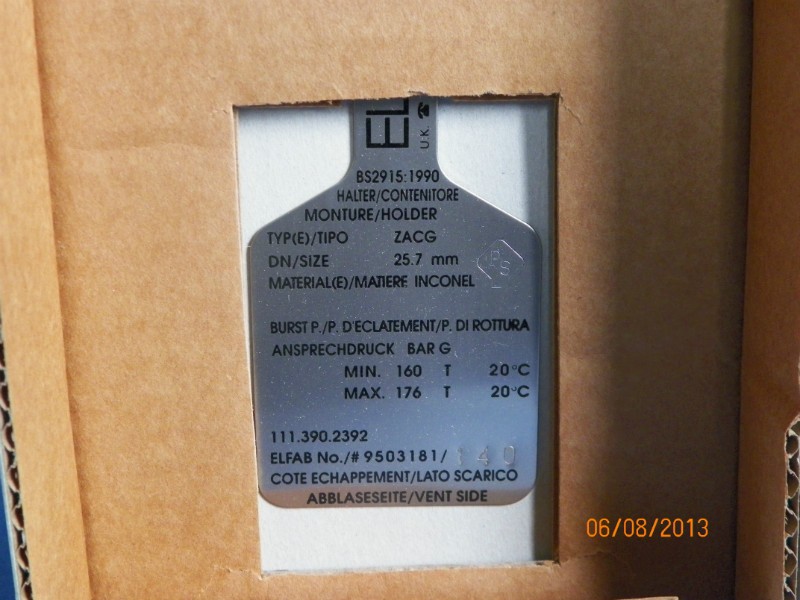 EL
U.K.
BS2915:1990
HALTER/CONTENITORE
MONTURE/HOLDER
TYP(E)/TIPO ZACG
DN/SIZE 25.7 mm
MATERIAL(E)/MATIERE INCONEL
BURST P./P. D'ECLATEMENT/P. DI ROTTURA
ANSPRECHDRUCK BAR G
MIN. 160 T 20°C
MAX. 176 T 20°C
111.390.2392
ELFAB No./# 9503181/ 140
COTE ECHAPPEMENT/LATO SCARICO
ABBLASESEITE/VENT SIDE
06/08/2013